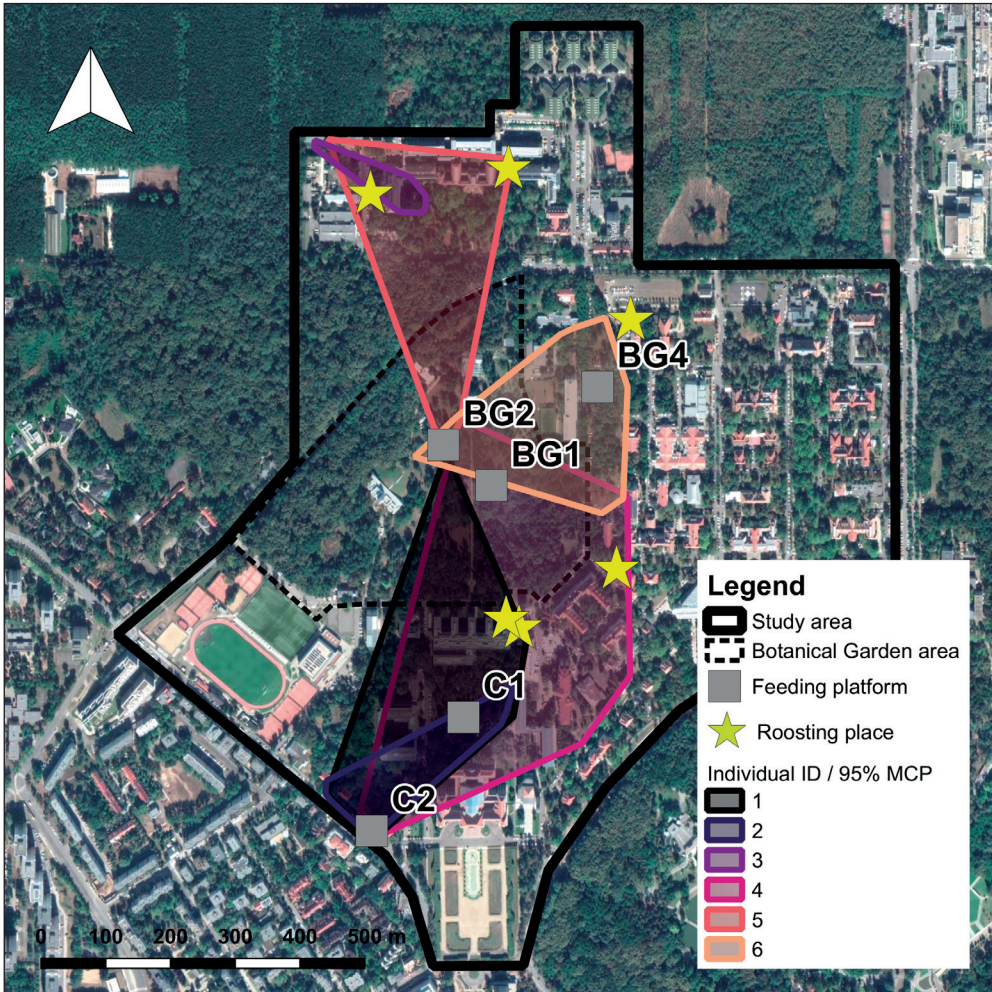 BG4
BG2
BG1
C1
C2
Legend
Study area
Botanical Garden area
Feeding platform
Roosting place
Individual ID / 95% MCP
1
2
3
4
5
6
0 100 200 300 400 500 m